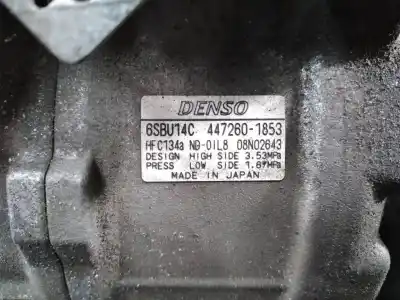 DENSO
6SBU14C 447260-1853
HFC134a ND-OIL8 08N02643
DESIGN HIGH SIDE 3.53MPa
PRESS LOW SIDE 1.67MPa
MADE IN JAPAN